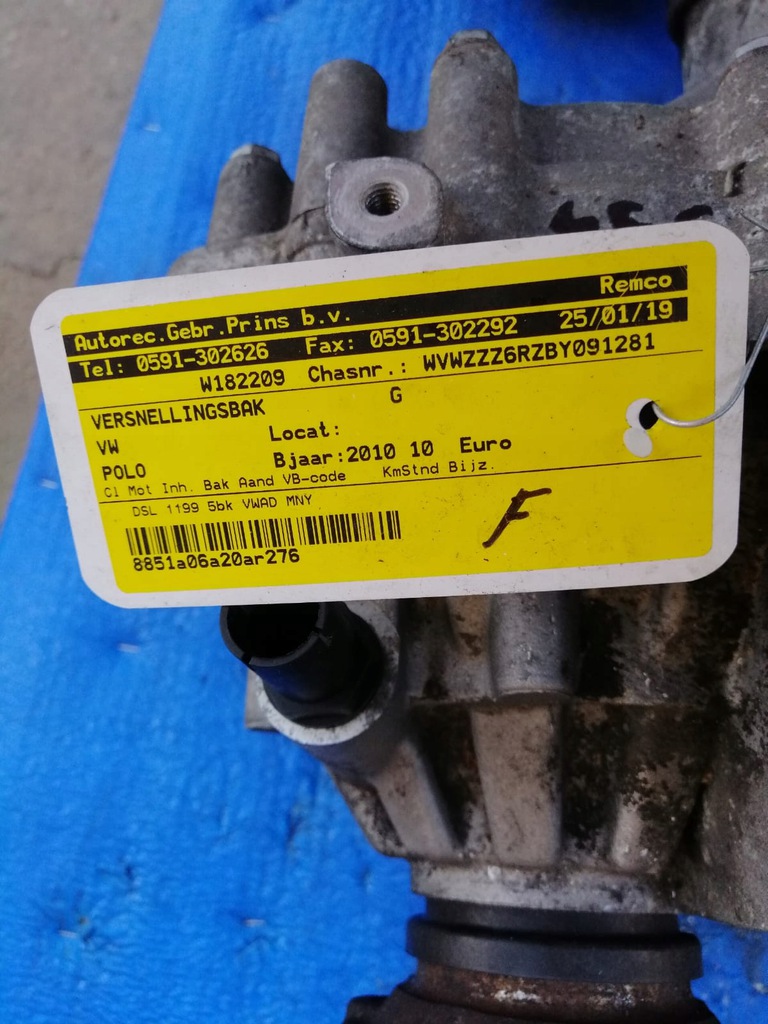 Remco
Autorec.Gebr.Prins b.v.
Tel: 0591-302626 Fax: 0591-302292 25/01/19
W182209 Chasnr.: WVWZZZ6RZBY091281
VERSNELLINGSBAK G
VW Locat:
POLO Bjaar:2010 10 Euro
Cl Mot Inh. Bak Aand VB-code KmStnd Bijz.
DSL 1199 5bk VWAD MNY
F
8851a06a20ar276